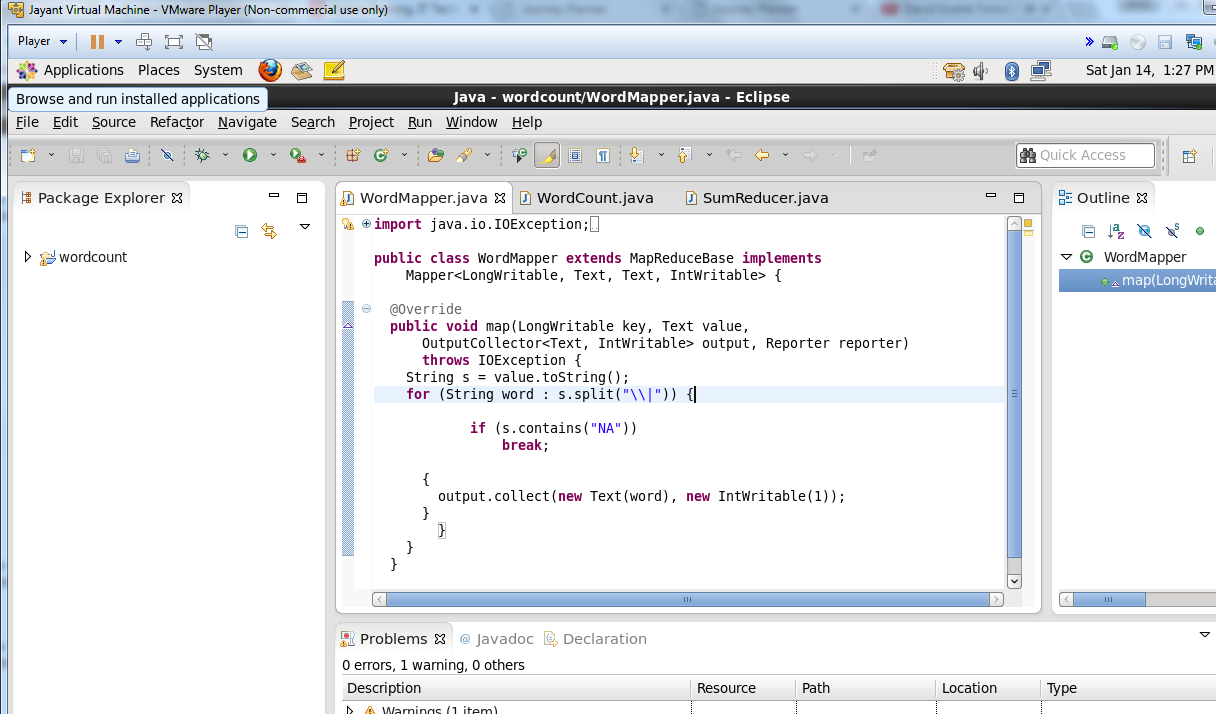 Jayant Virtual Machine - VMware Player (Non-commercial use only)
Player
Applications Places System Sat Jan 14, 1:27 PM
Browse and run installed applications
Java - wordcount/WordMapper.java - Eclipse
File Edit Source Refactor Navigate Search Project Run Window Help
Quick Access
Package Explorer
wordcount
WordMapper.java WordCount.java SumReducer.java
import java.io.IOException;
public class WordMapper extends MapReduceBase implements
Mapper<LongWritable, Text, Text, IntWritable> {
@Override
public void map(LongWritable key, Text value,
OutputCollector<Text, IntWritable> output, Reporter reporter)
throws IOException {
String s = value.toString();
for (String word : s.split("\\|")) {
if (s.contains("NA"))
break;
{
output.collect(new Text(word), new IntWritable(1));
}
}
}
}
Outline
WordMapper
map(LongWrita
Problems @ Javadoc Declaration
0 errors, 1 warning, 0 others
Description Resource Path Location Type
Warnings (1 item)